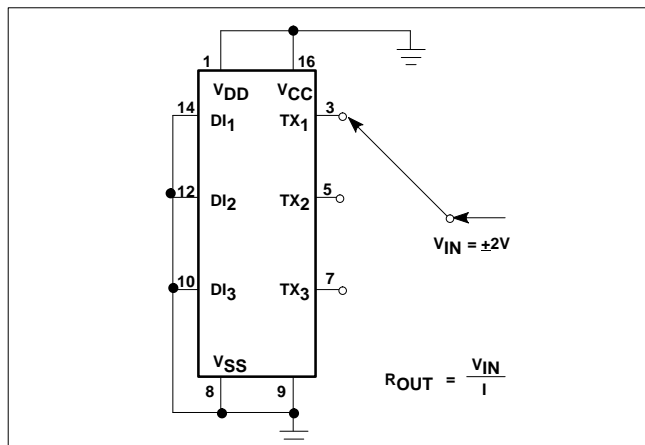 1 16
VDD VCC
14 DI1 TX1 3
12 DI2 TX2 5
VIN = ±2V
10 DI3 TX3 7
VSS
ROUT = VIN / I
8 9